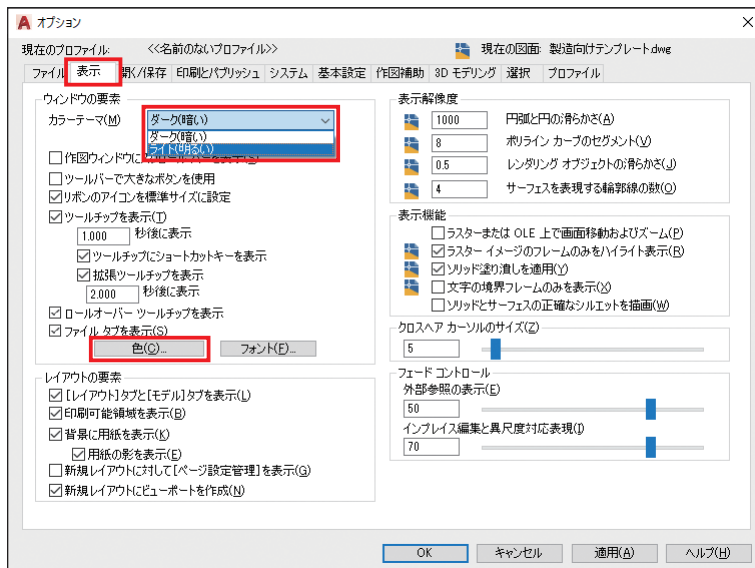 オプション
現在のプロファイル: <<名前のないプロファイル>> 現在の図面: 製造向けテンプレート.dwg
ファイル 表示 開く/保存 印刷とパブリッシュ システム 基本設定 作図補助 3D モデリング 選択 プロファイル
ウィンドウの要素
カラーテーマ(M) ダーク(暗い)
ダーク(暗い)
ライト(明るい)
作図ウィンドウに
ツールバーで大きなボタンを使用
リボンのアイコンを標準サイズに設定
ツールチップを表示(T)
1.000 秒後に表示
ツールチップにショートカットキーを表示
拡張ツールチップを表示
2.000 秒後に表示
ロールオーバー ツールチップを表示
ファイル タブを表示(S)
色(C)... フォント(F)...
レイアウトの要素
[レイアウト]タブと[モデル]タブを表示(L)
印刷可能領域を表示(B)
背景に用紙を表示(K)
用紙の影を表示(E)
新規レイアウトに対して[ページ設定管理]を表示(G)
新規レイアウトにビューポートを作成(N)
表示解像度
1000 円弧と円の滑らかさ(A)
8 ポリライン カーブのセグメント(V)
0.5 レンダリング オブジェクトの滑らかさ(J)
4 サーフェスを表現する輪郭線の数(O)
表示機能
ラスターまたは OLE 上で画面移動およびズーム(P)
ラスター イメージのフレームのみをハイライト表示(R)
ソリッド塗り潰しを適用(Y)
文字の境界フレームのみを表示(X)
ソリッドとサーフェスの正確なシルエットを描画(W)
クロスヘア カーソルのサイズ(Z)
5
フェード コントロール
外部参照の表示(E)
50
インプレイス編集と異尺度対応表現(I)
70
OK キャンセル 適用(A) ヘルプ(H)